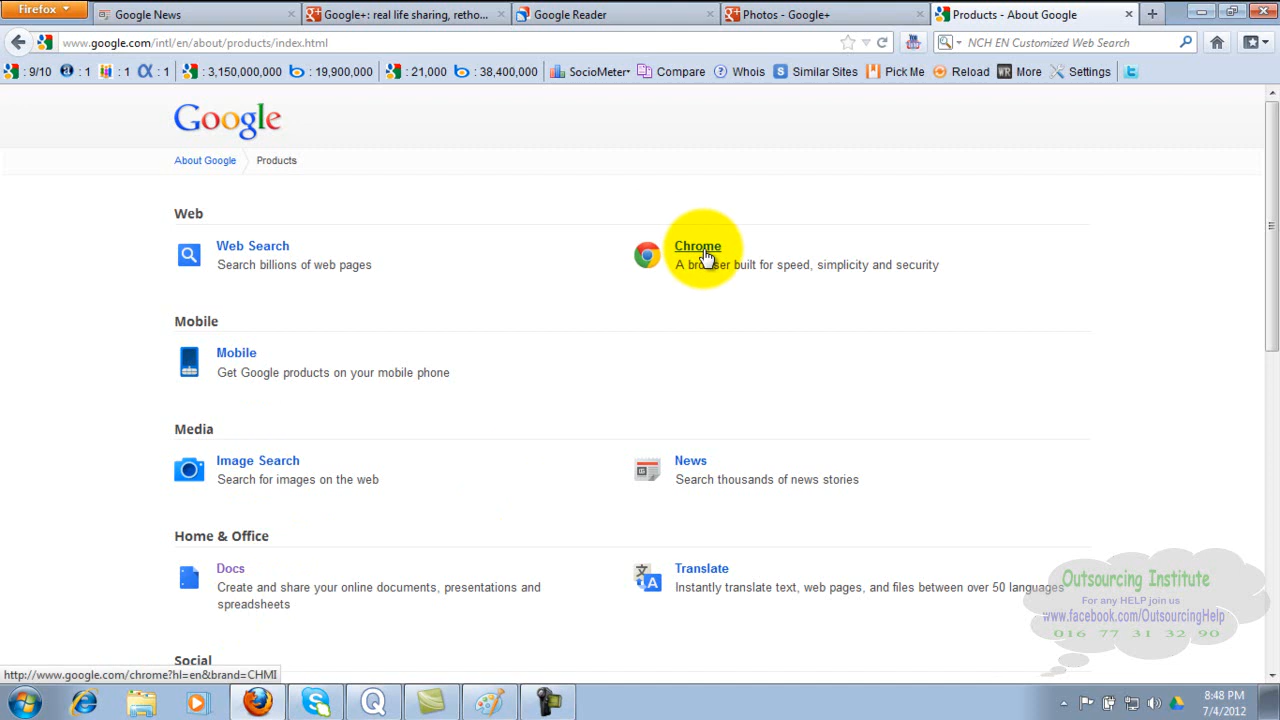 Firefox
Google News
Google+: real life sharing, retho...
Google Reader
Photos - Google+
Products - About Google
www.google.com/intl/en/about/products/index.html
NCH EN Customized Web Search
: 9/10 : 1 : 1 : 1 : 3,150,000,000 : 19,900,000 : 21,000 : 38,400,000 SocioMeter Compare Whois Similar Sites Pick Me Reload More Settings
Google
About Google Products
Web
Web Search
Search billions of web pages
Chrome
A browser built for speed, simplicity and security
Mobile
Mobile
Get Google products on your mobile phone
Media
Image Search
Search for images on the web
News
Search thousands of news stories
Home & Office
Docs
Create and share your online documents, presentations and
spreadsheets
Translate
Instantly translate text, web pages, and files between over 50 languages
Outsourcing Institute
For any HELP join us
www.facebook.com/OutsourcingHelp
016 77 31 32 90
Social
http://www.google.com/chrome?hl=en&brand=CHMI
8:48 PM
7/4/2012